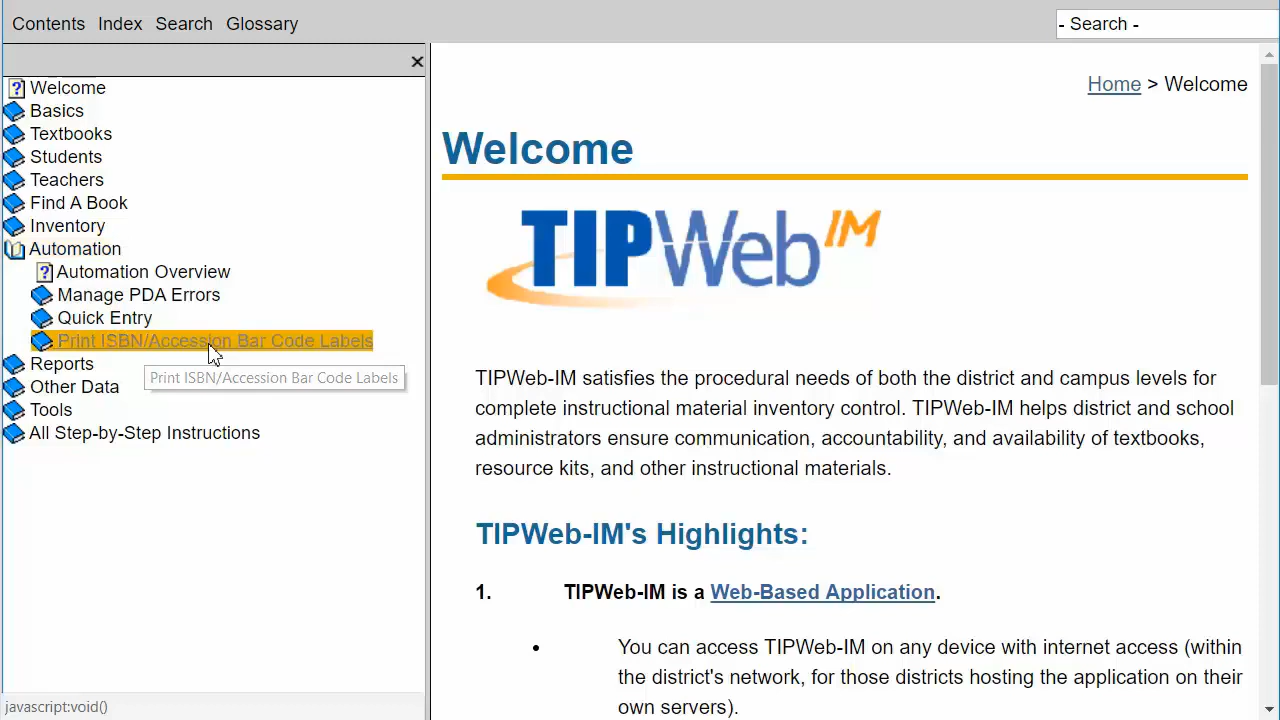 Contents Index Search Glossary
- Search -
Welcome
Basics
Textbooks
Students
Teachers
Find A Book
Inventory
Automation
Automation Overview
Manage PDA Errors
Quick Entry
Print ISBN/Accession Bar Code Labels
Reports
Print ISBN/Accession Bar Code Labels
Other Data
Tools
All Step-by-Step Instructions
javascript:void()
Home > Welcome
Welcome
TIPWeb IM
TIPWeb-IM satisfies the procedural needs of both the district and campus levels for
complete instructional material inventory control. TIPWeb-IM helps district and school
administrators ensure communication, accountability, and availability of textbooks,
resource kits, and other instructional materials.
TIPWeb-IM's Highlights:
1. TIPWeb-IM is a Web-Based Application.
• You can access TIPWeb-IM on any device with internet access (within
the district's network, for those districts hosting the application on their
own servers).